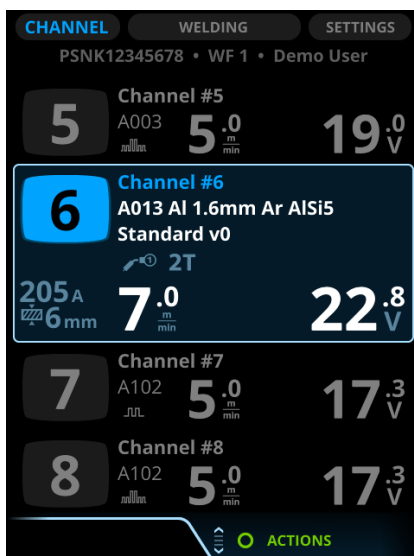 CHANNEL WELDING SETTINGS
PSNK12345678 • WF 1 • Demo User
5 Channel #5
A003 5.0 m/min 19.0 V
6 Channel #6
A013 Al 1.6mm Ar AlSi5
Standard v0
1 2T
205 A
6 mm 7.0 m/min 22.8 V
7 Channel #7
A102 5.0 m/min 17.3 V
8 Channel #8
A102 5.0 m/min 17.3 V
ACTIONS